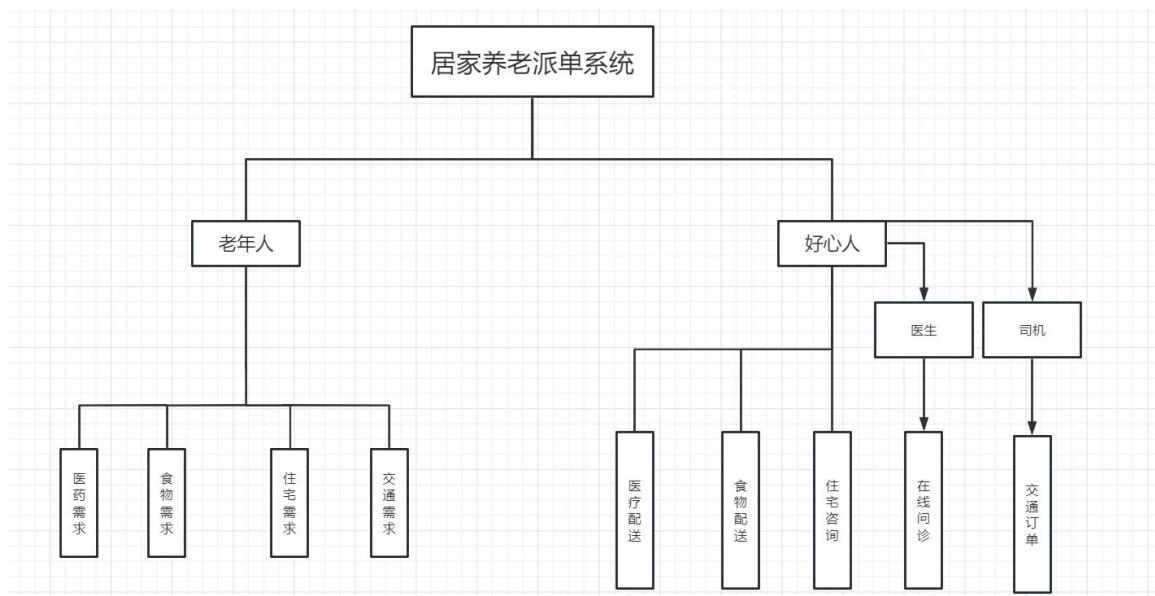 居家养老派单系统
老年人
好心人
医生
司机
医药需求
食物需求
住宅需求
交通需求
医疗配送
食物配送
住宅咨询
在线问诊
交通订单